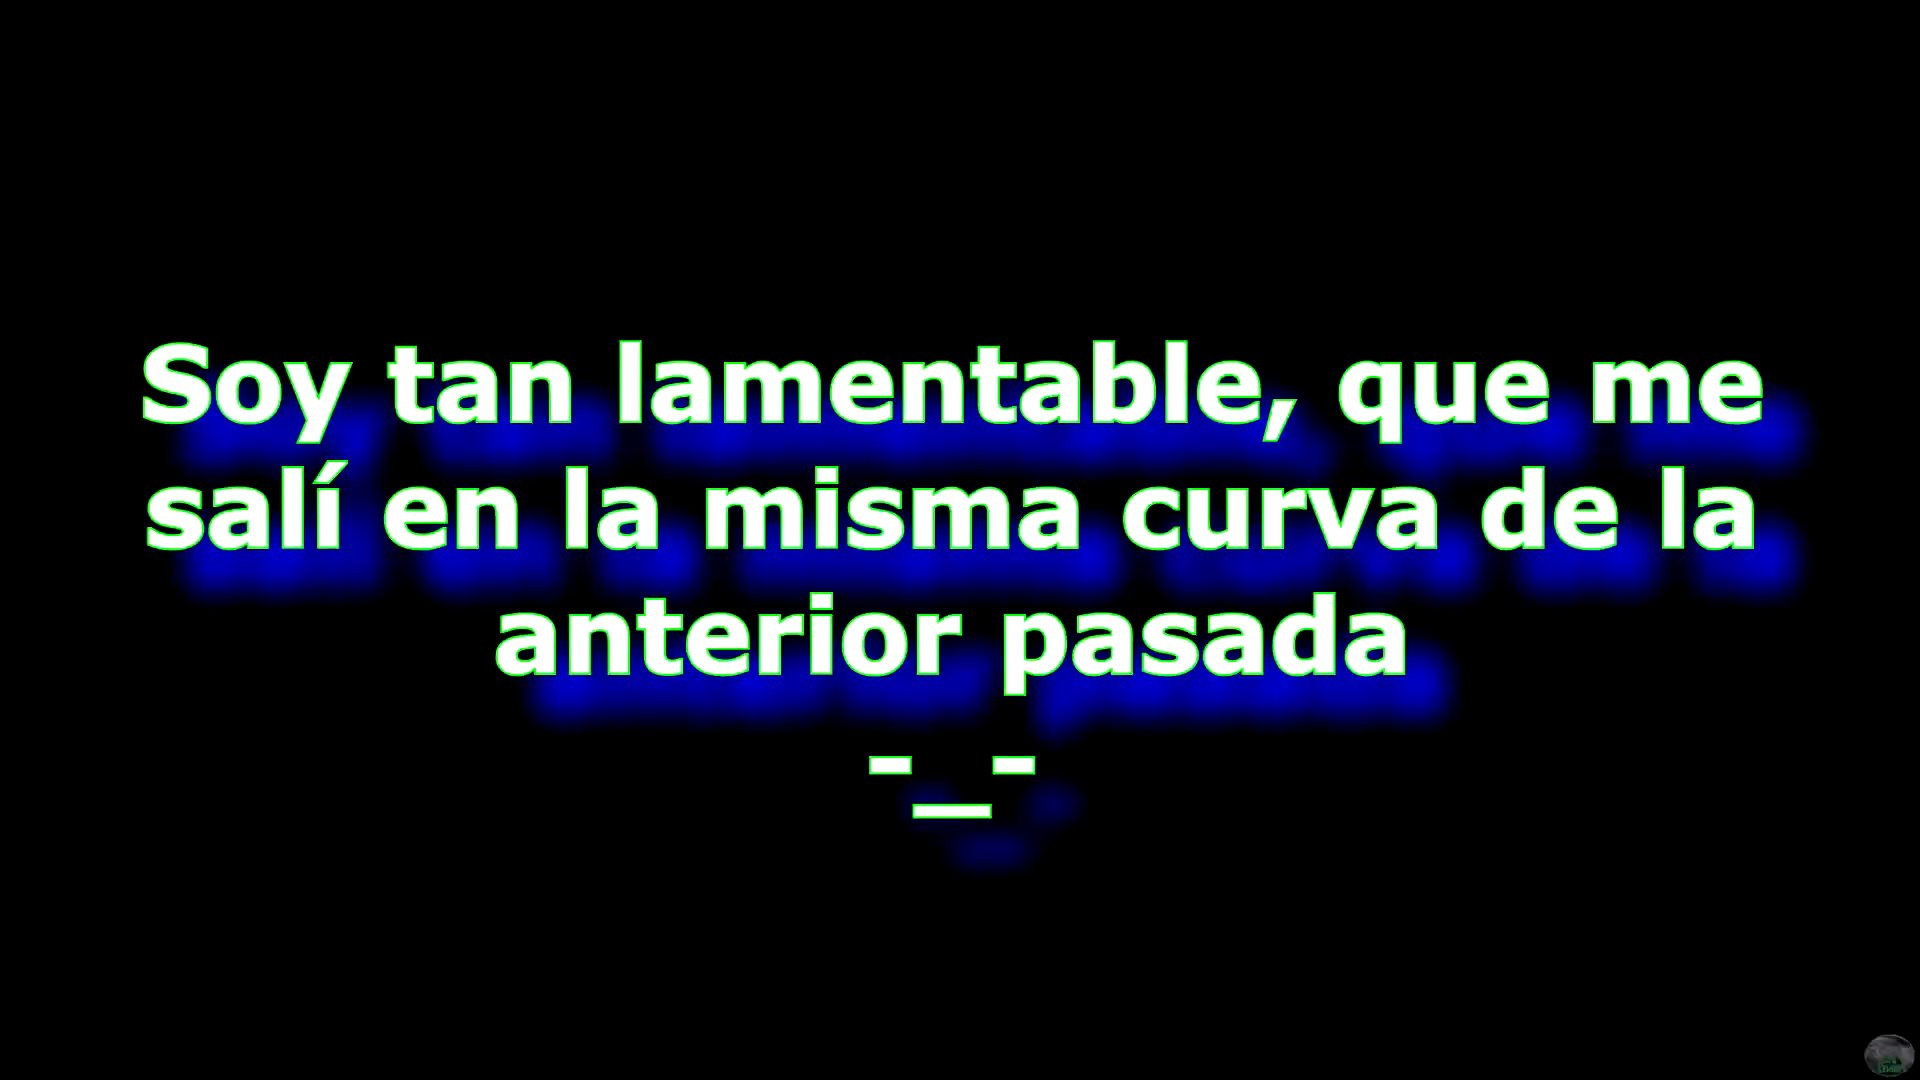 Soy tan lamentable, que me
salí en la misma curva de la
anterior pasada
-_-